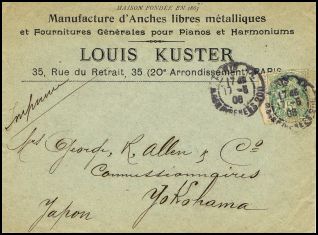 MAISON FONDÉE EN 1867
Manufacture d'Anches libres métalliques
et Fournitures Générales pour Pianos et Harmoniums
LOUIS KUSTER
35, Rue du Retrait, 35 (20e Arrondissement) PARIS
Imprimé
Mrs George R. Allen & Co
Commissionnaires
Yokohama
Japon